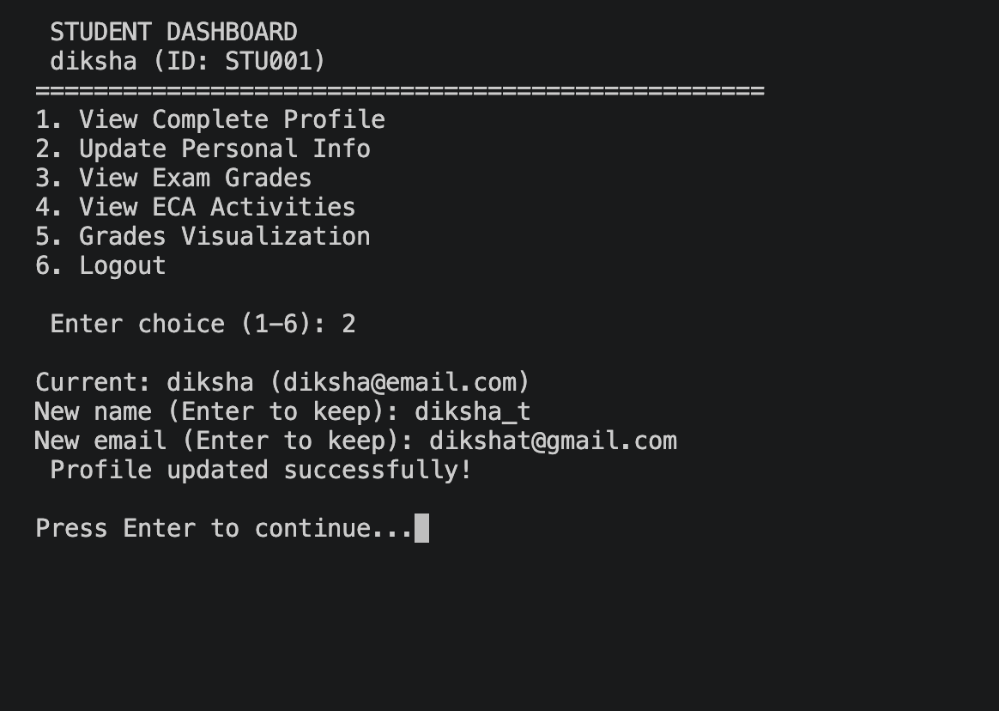 STUDENT DASHBOARD
diksha (ID: STU001)
==================================================
1. View Complete Profile
2. Update Personal Info
3. View Exam Grades
4. View ECA Activities
5. Grades Visualization
6. Logout
Enter choice (1-6): 2
Current: diksha (diksha@email.com)
New name (Enter to keep): diksha_t
New email (Enter to keep): dikshat@gmail.com
Profile updated successfully!
Press Enter to continue...